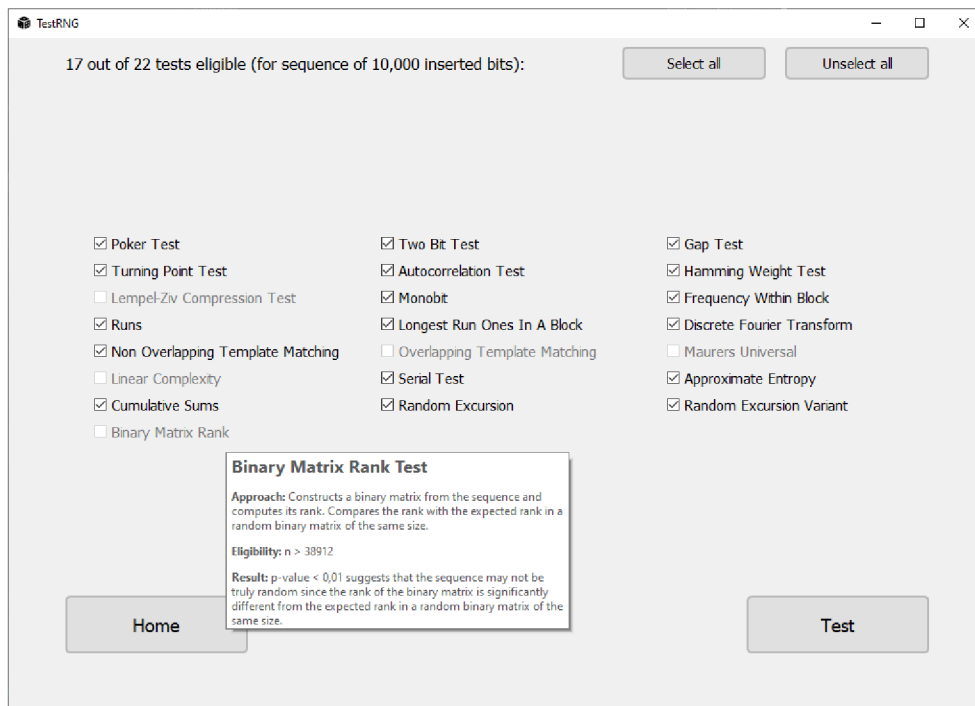 TestRNG
17 out of 22 tests eligible (for sequence of 10,000 inserted bits):
Select all
Unselect all
Poker Test
Two Bit Test
Gap Test
Turning Point Test
Autocorrelation Test
Hamming Weight Test
Lempel-Ziv Compression Test
Monobit
Frequency Within Block
Runs
Longest Run Ones In A Block
Discrete Fourier Transform
Non Overlapping Template Matching
Overlapping Template Matching
Maurers Universal
Linear Complexity
Serial Test
Approximate Entropy
Cumulative Sums
Random Excursion
Random Excursion Variant
Binary Matrix Rank
Binary Matrix Rank Test
Approach: Constructs a binary matrix from the sequence and
computes its rank. Compares the rank with the expected rank in a
random binary matrix of the same size.
Eligibility: n > 38912
Result: p-value < 0,01 suggests that the sequence may not be
truly random since the rank of the binary matrix is significantly
different from the expected rank in a random binary matrix of the
same size.
Home
Test